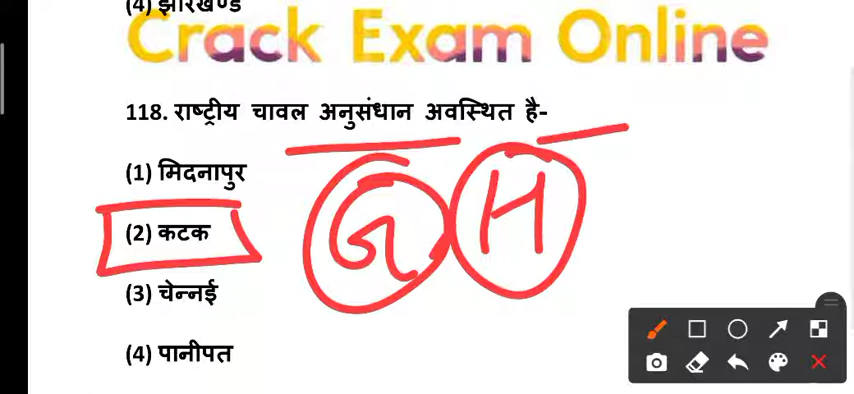 (4) झारखण्ड
Crack Exam Online
118. राष्ट्रीय चावल अनुसंधान अवस्थित है-
(1) मिदनापुर
(2) कटक
G H
(3) चेन्नई
(4) पानीपत